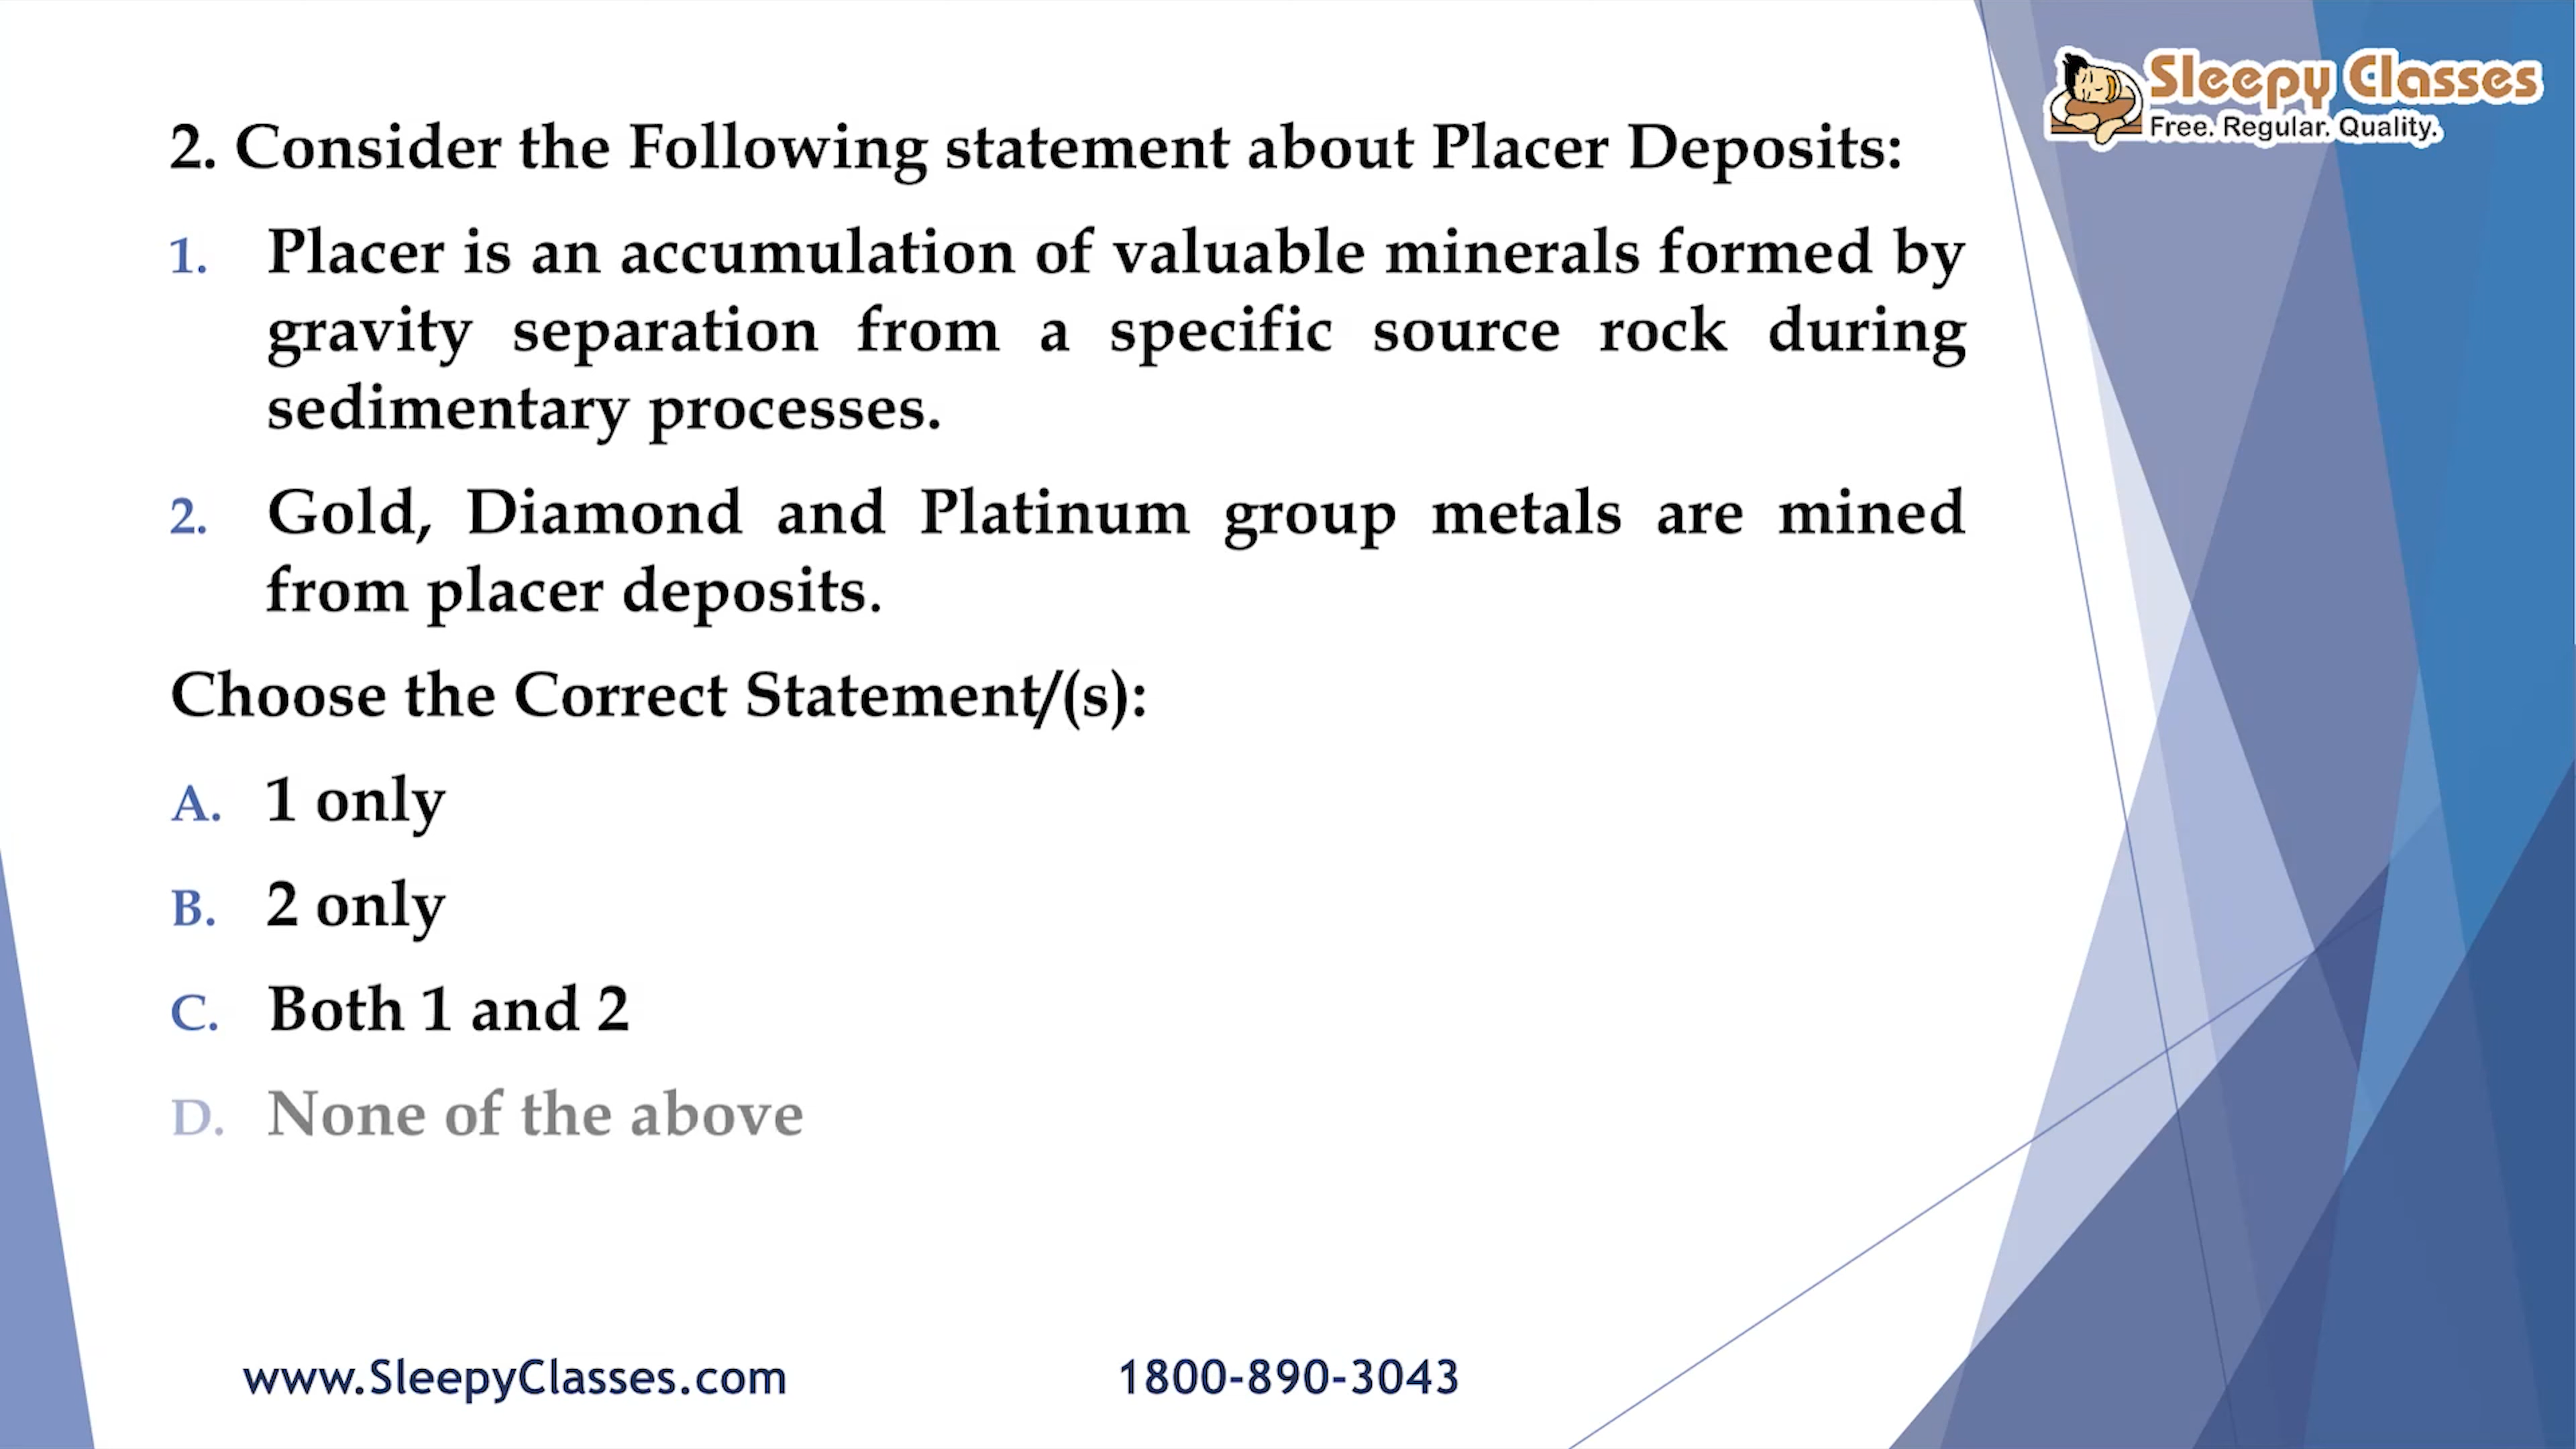 Sleepy Classes
Free. Regular. Quality.
2. Consider the Following statement about Placer Deposits:
1. Placer is an accumulation of valuable minerals formed by
gravity separation from a specific source rock during
sedimentary processes.
2. Gold, Diamond and Platinum group metals are mined
from placer deposits.
Choose the Correct Statement/(s):
A. 1 only
B. 2 only
C. Both 1 and 2
D. None of the above
www.SleepyClasses.com
1800-890-3043